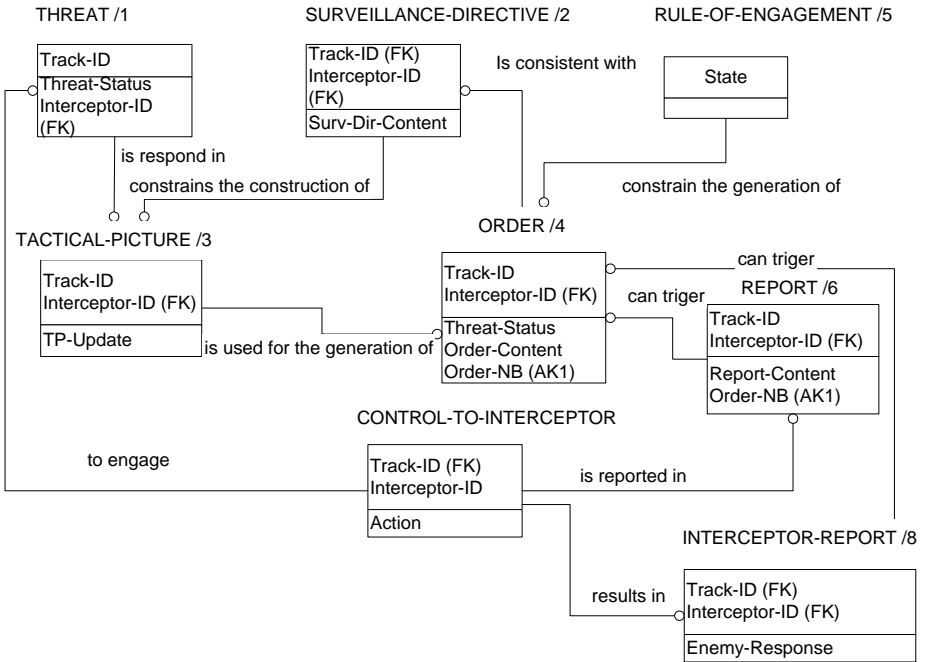 THREAT /1
SURVEILLANCE-DIRECTIVE /2
RULE-OF-ENGAGEMENT /5
Track-ID
Threat-Status
Interceptor-ID
(FK)
Track-ID (FK)
Interceptor-ID
(FK)
Surv-Dir-Content
Is consistent with
State
is respond in
constrains the construction of
constrain the generation of
TACTICAL-PICTURE /3
Track-ID
Interceptor-ID (FK)
TP-Update
is used for the generation of
ORDER /4
Track-ID
Interceptor-ID (FK)
Threat-Status
Order-Content
Order-NB (AK1)
can triger
can triger
REPORT /6
Track-ID
Interceptor-ID (FK)
Report-Content
Order-NB (AK1)
CONTROL-TO-INTERCEPTOR
Track-ID (FK)
Interceptor-ID
Action
to engage
is reported in
results in
INTERCEPTOR-REPORT /8
Track-ID (FK)
Interceptor-ID (FK)
Enemy-Response